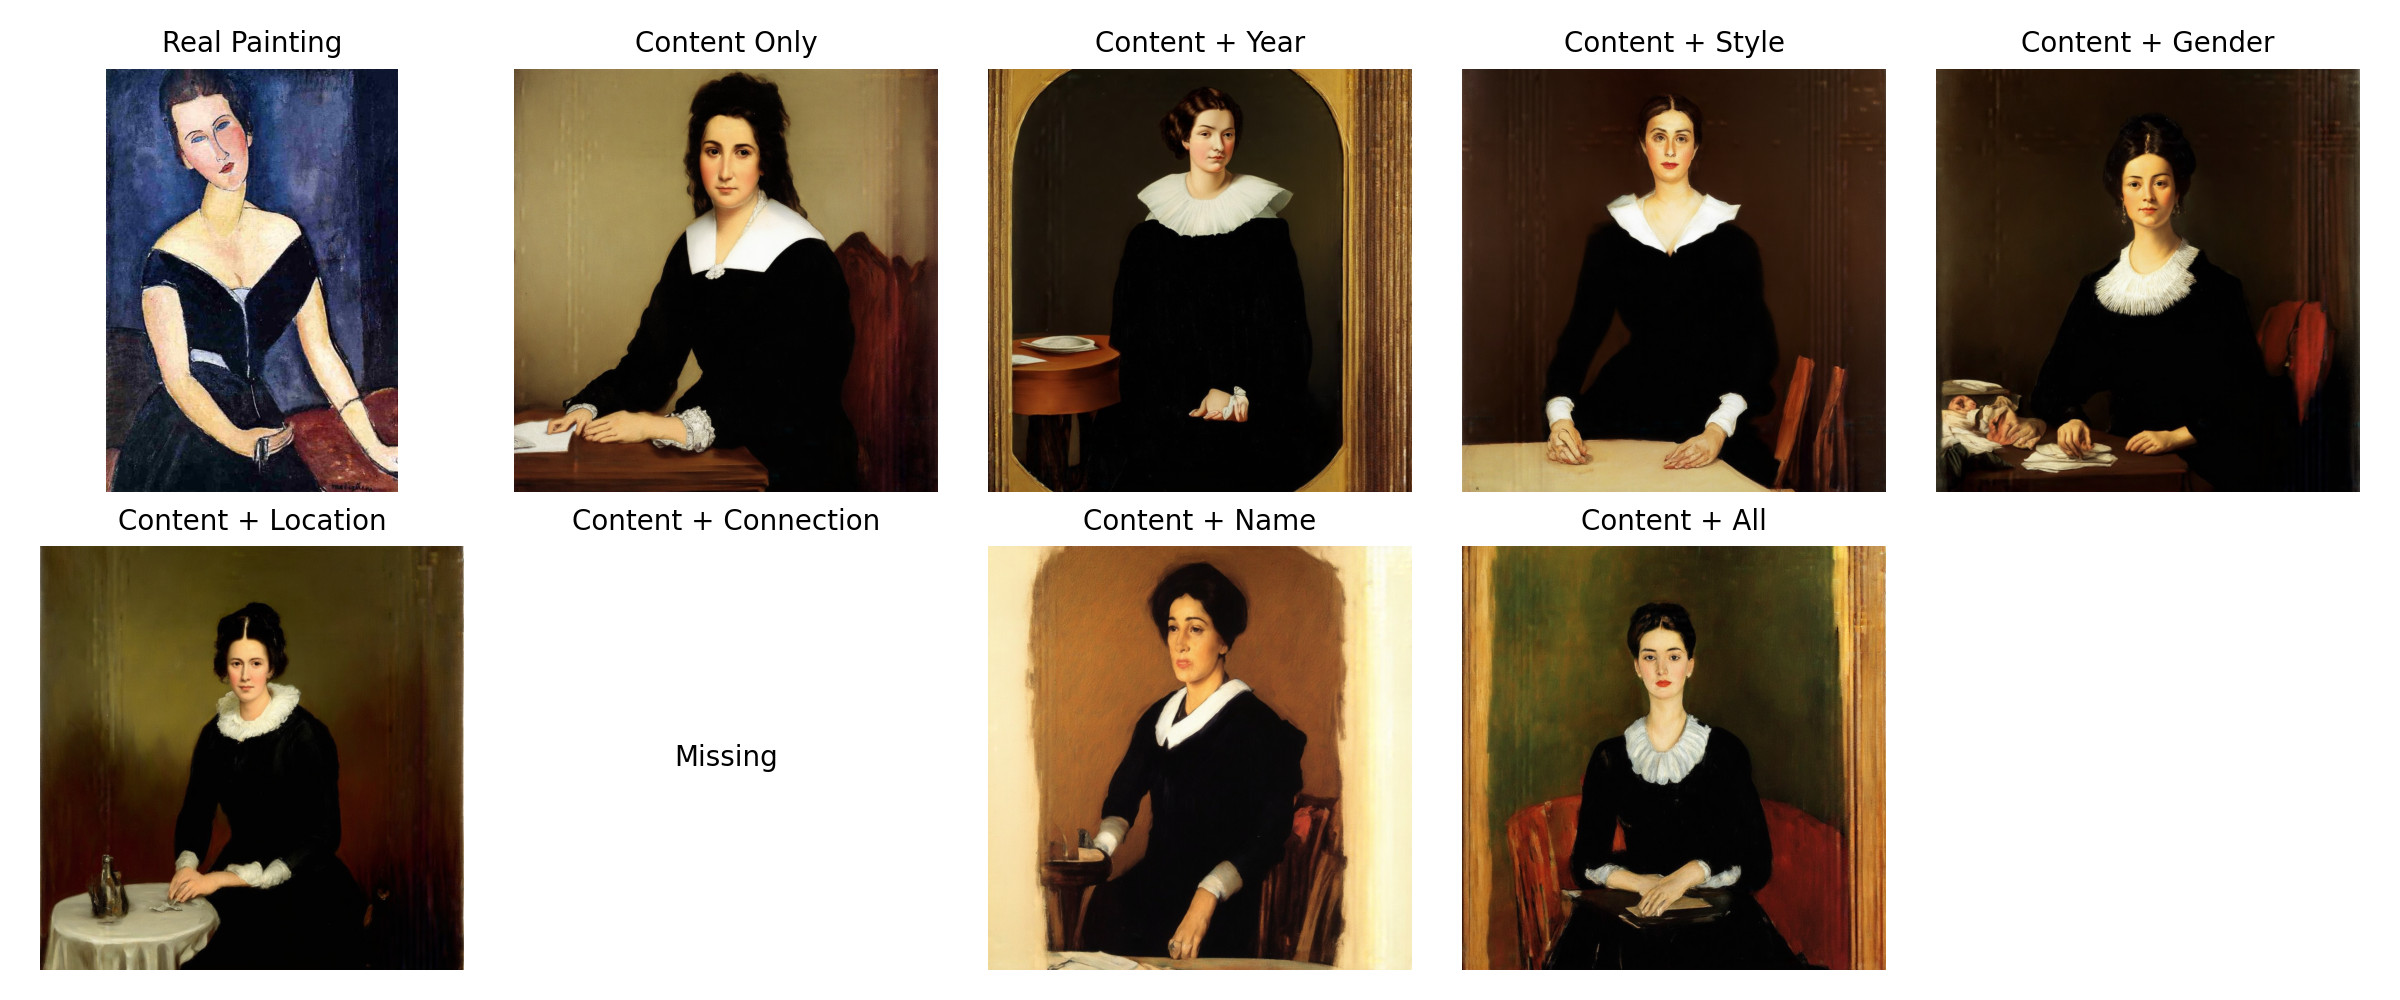 Real Painting
Content Only
Content + Year
Content + Style
Content + Gender
Content + Location
Content + Connection
Content + Name
Content + All
Missing